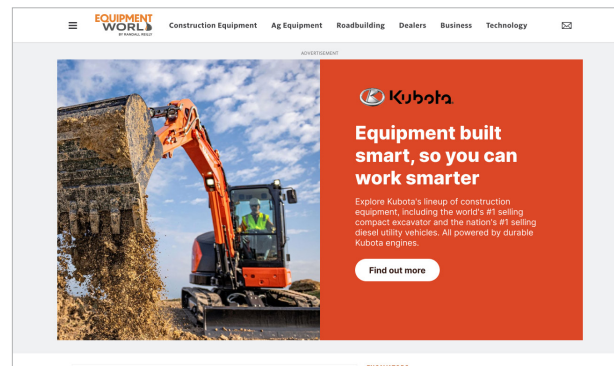 EQUIPMENT
WORLD
BY RANDALL REILLY
Construction Equipment Ag Equipment Roadbuilding Dealers Business Technology
ADVERTISEMENT
Kubota
Equipment built
smart, so you can
work smarter
Explore Kubota's lineup of construction
equipment, including the world's #1 selling
compact excavator and the nation's #1 selling
diesel utility vehicles. All powered by durable
Kubota engines.
Find out more